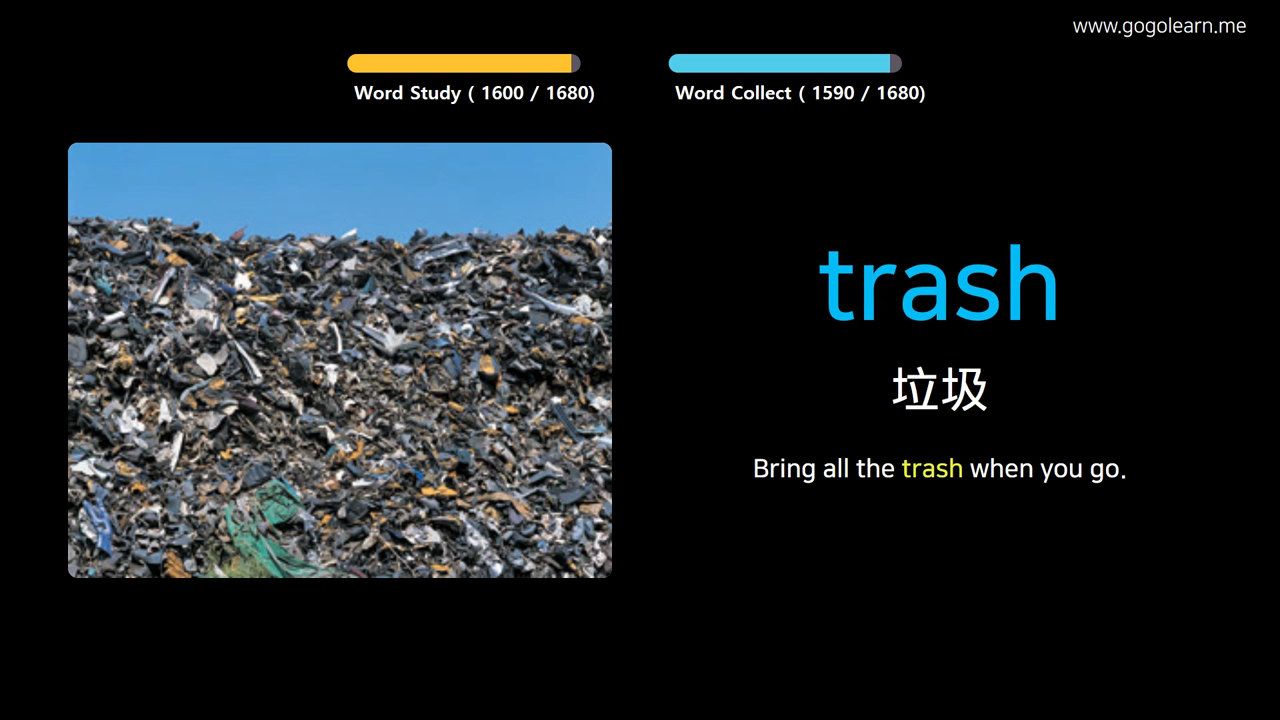 www.gogolearn.me
Word Study ( 1600 / 1680)
Word Collect ( 1590 / 1680)
trash
垃圾
Bring all the trash when you go.